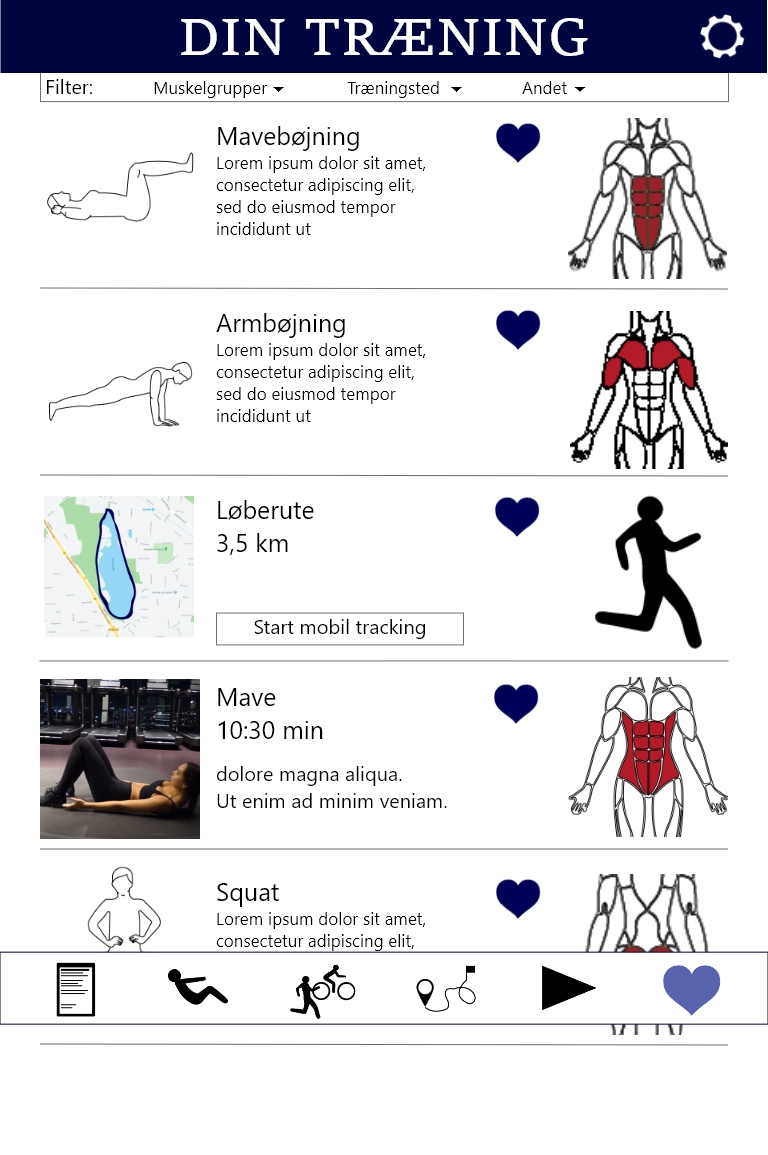 DIN TRÆNING
Filter: Muskelgrupper Træningsted Andet
Mavebøjning
Lorem ipsum dolor sit amet,
consectetur adipiscing elit,
sed do eiusmod tempor
incididunt ut
Armbøjning
Lorem ipsum dolor sit amet,
consectetur adipiscing elit,
sed do eiusmod tempor
incididunt ut
Løberute
3,5 km
Start mobil tracking
Mave
10:30 min
dolore magna aliqua.
Ut enim ad minim veniam.
Squat
Lorem ipsum dolor sit amet,
consectetur adipiscing elit,